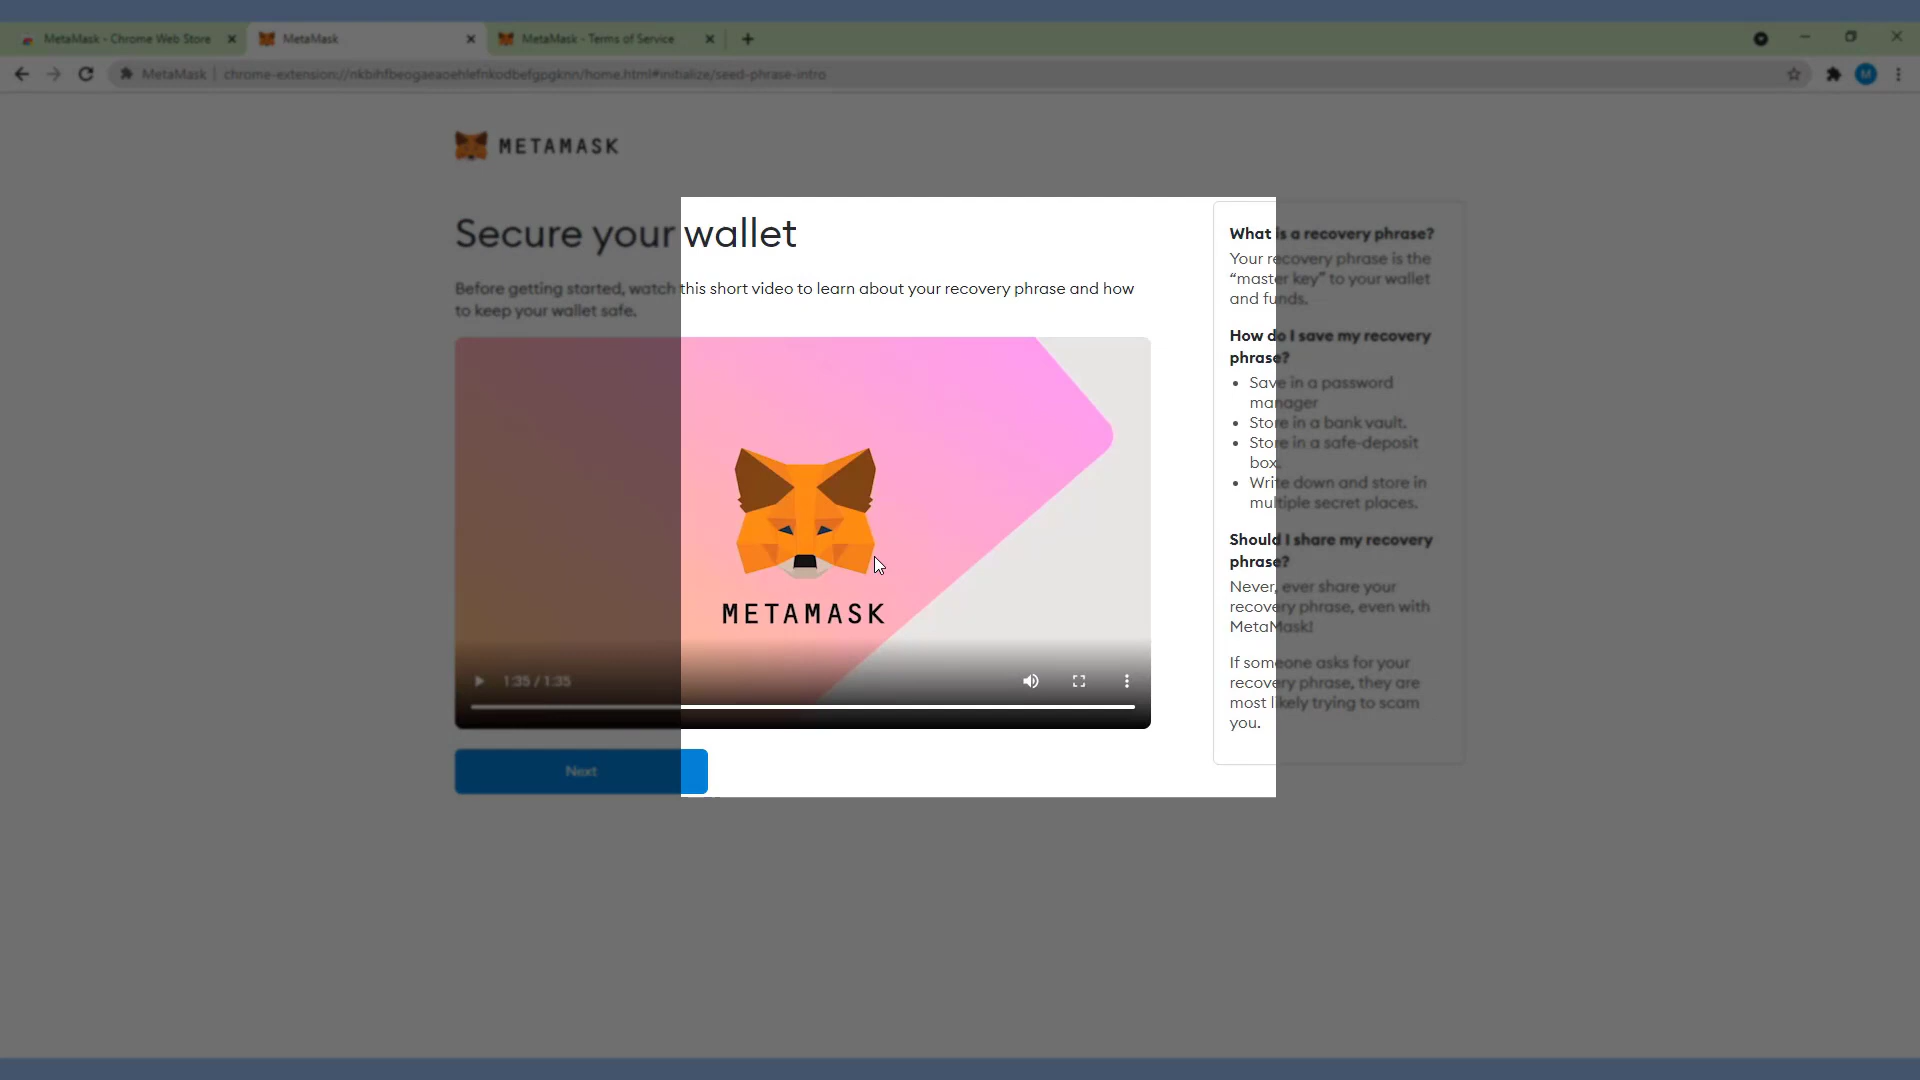 MetaMask - Chrome Web Store
MetaMask
MetaMask - Terms of Service
MetaMask | chrome-extension://nkbihfbeogaeaoehlefnkodbefgpgknn/home.html#initialize/seed-phrase-intro
M
METAMASK
Secure your wallet
Before getting started, watch this short video to learn about your recovery phrase and how
to keep your wallet safe.
METAMASK
1:35 / 1:35
Next
What is a recovery phrase?
Your recovery phrase is the
“master key” to your wallet
and funds.
How do I save my recovery
phrase?
• Save in a password
manager
• Store in a bank vault.
• Store in a safe-deposit
box.
• Write down and store in
multiple secret places.
Should I share my recovery
phrase?
Never, ever share your
recovery phrase, even with
MetaMask!
If someone asks for your
recovery phrase, they are
most likely trying to scam
you.